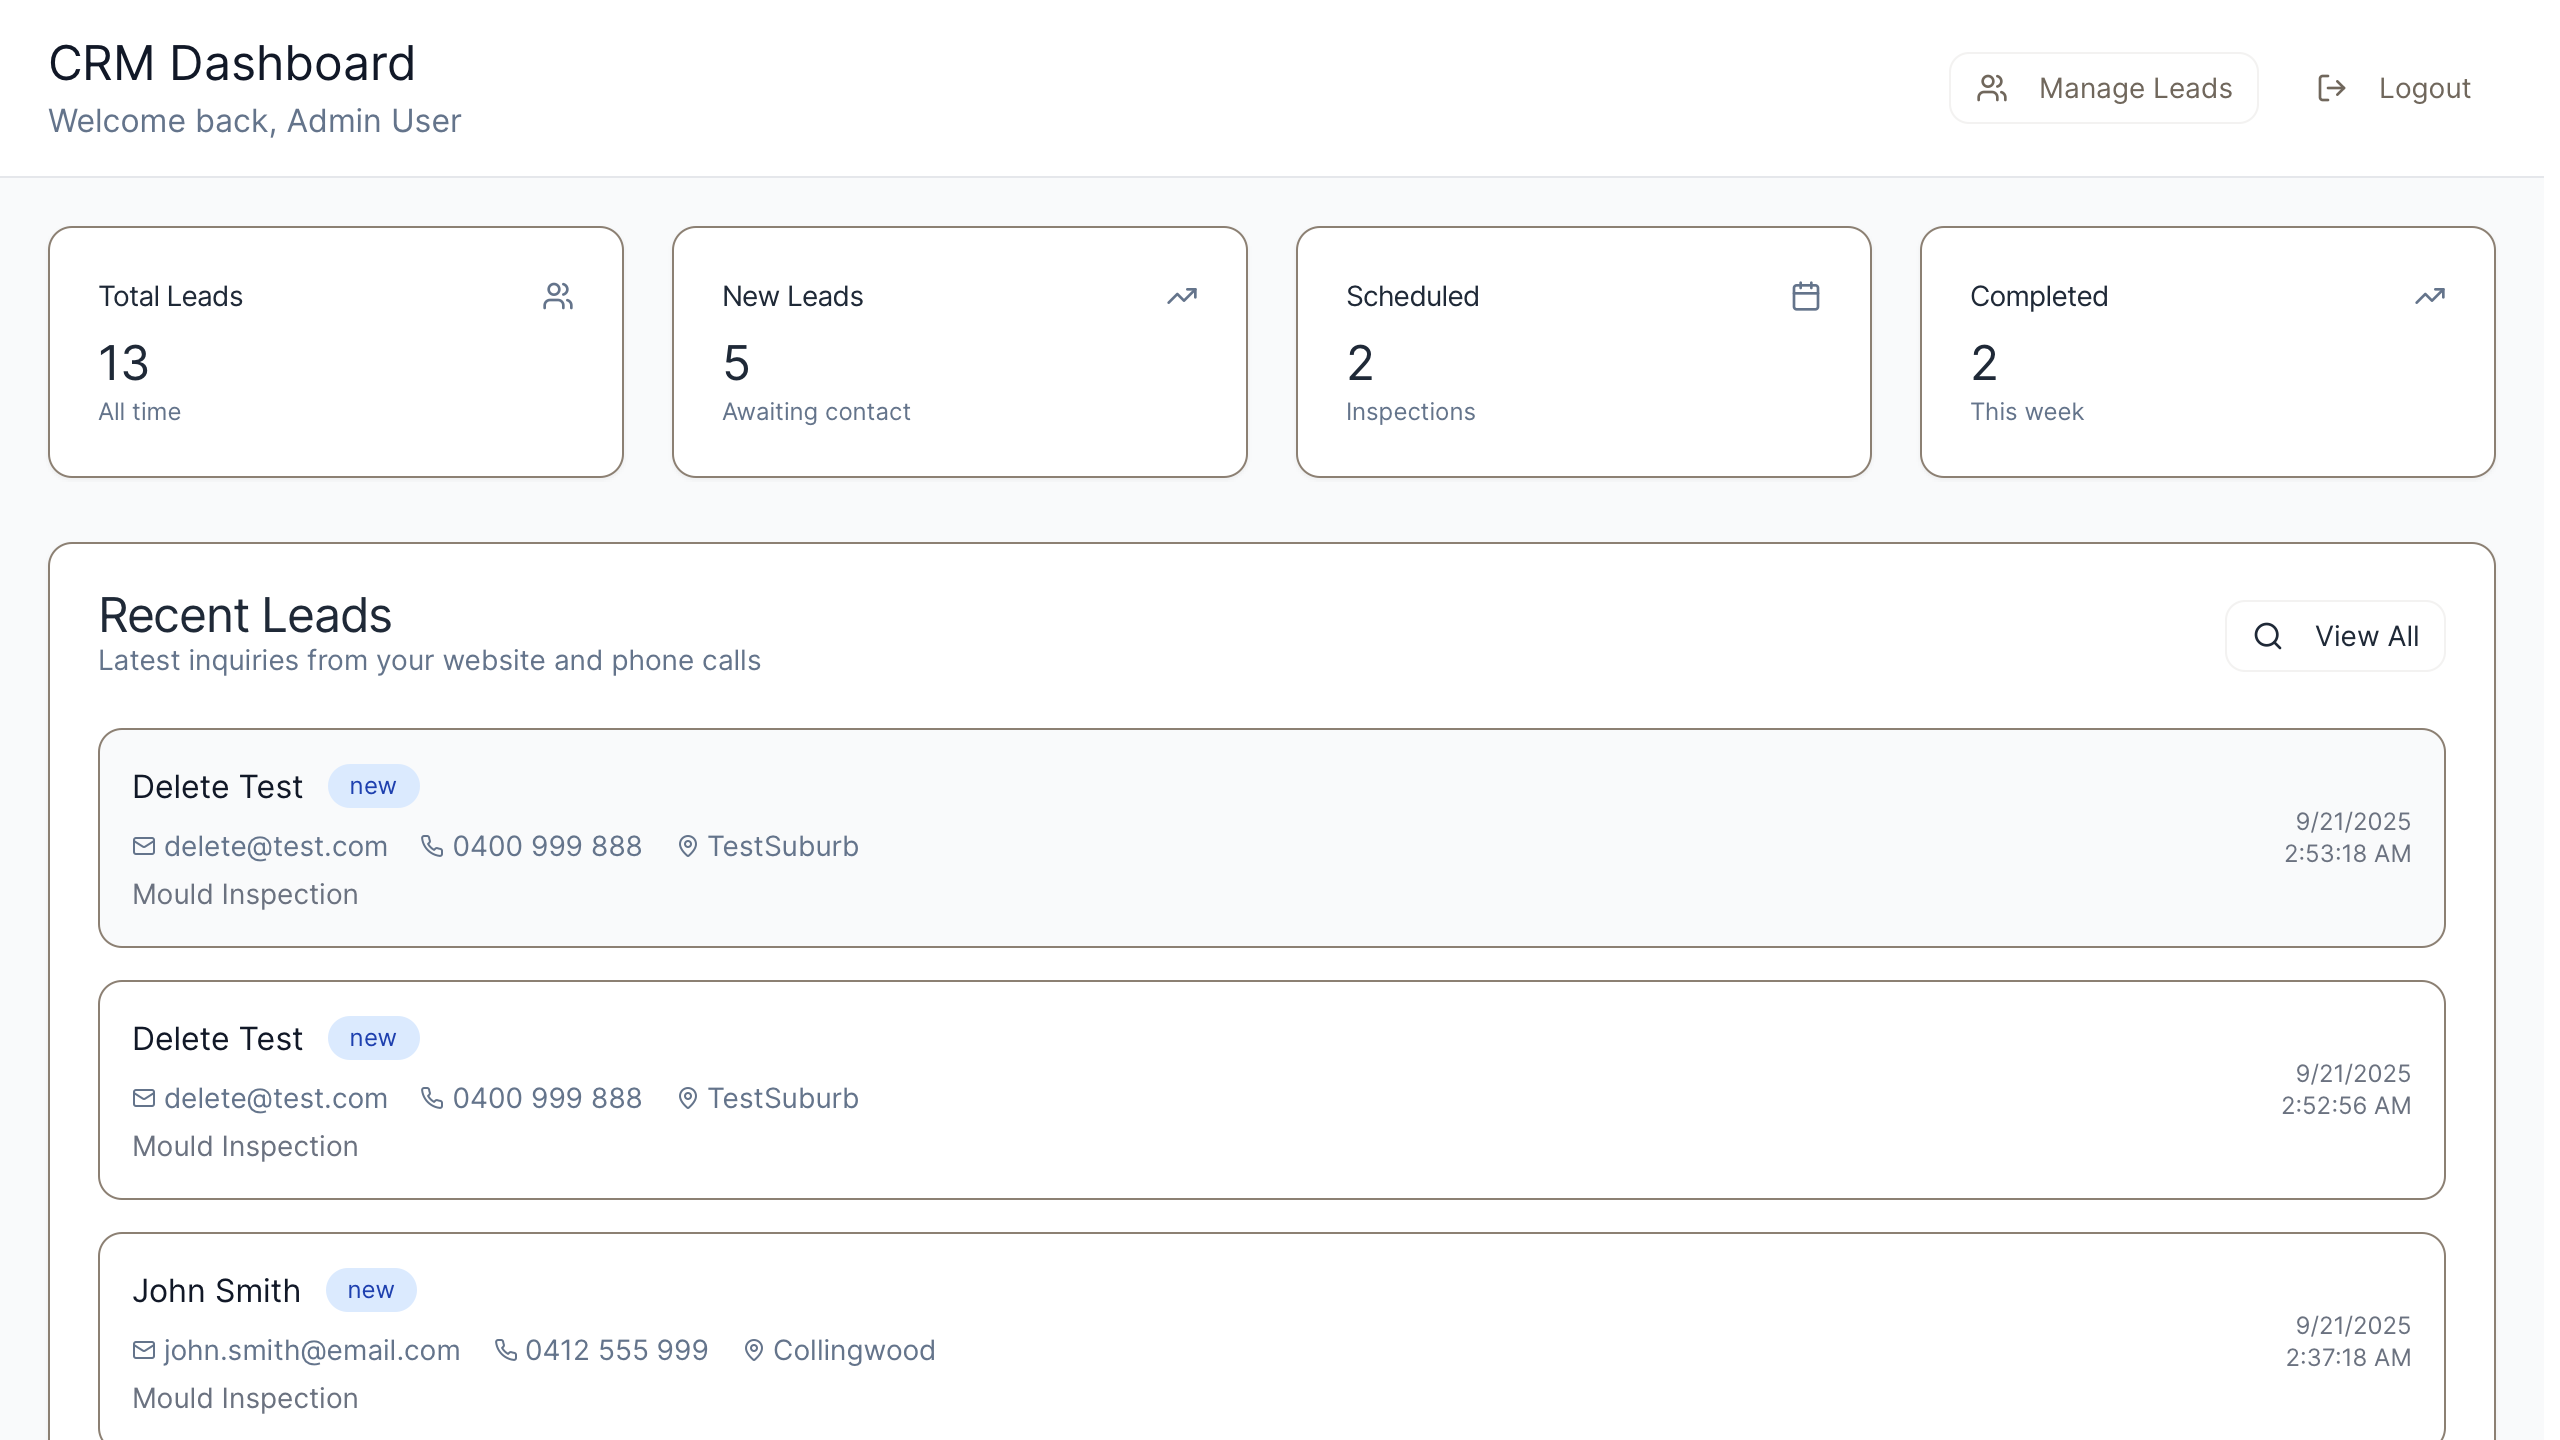 CRM Dashboard
Welcome back, Admin User
Manage Leads
Logout
Total Leads
13
All time
New Leads
5
Awaiting contact
Scheduled
2
Inspections
Completed
2
This week
Recent Leads
Latest inquiries from your website and phone calls
View All
Delete Test new
delete@test.com 0400 999 888 TestSuburb
Mould Inspection
9/21/2025
2:53:18 AM
Delete Test new
delete@test.com 0400 999 888 TestSuburb
Mould Inspection
9/21/2025
2:52:56 AM
John Smith new
john.smith@email.com 0412 555 999 Collingwood
Mould Inspection
9/21/2025
2:37:18 AM